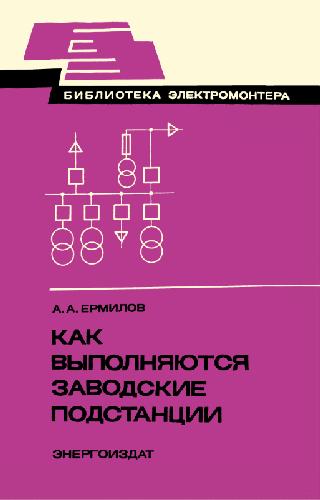 БИБЛИОТЕКА ЭЛЕКТРОМОНТЕРА
А. А. ЕРМИЛОВ
КАК
ВЫПОЛНЯЮТСЯ
ЗАВОДСКИЕ
ПОДСТАНЦИИ
ЭНЕРГОИЗДАТ